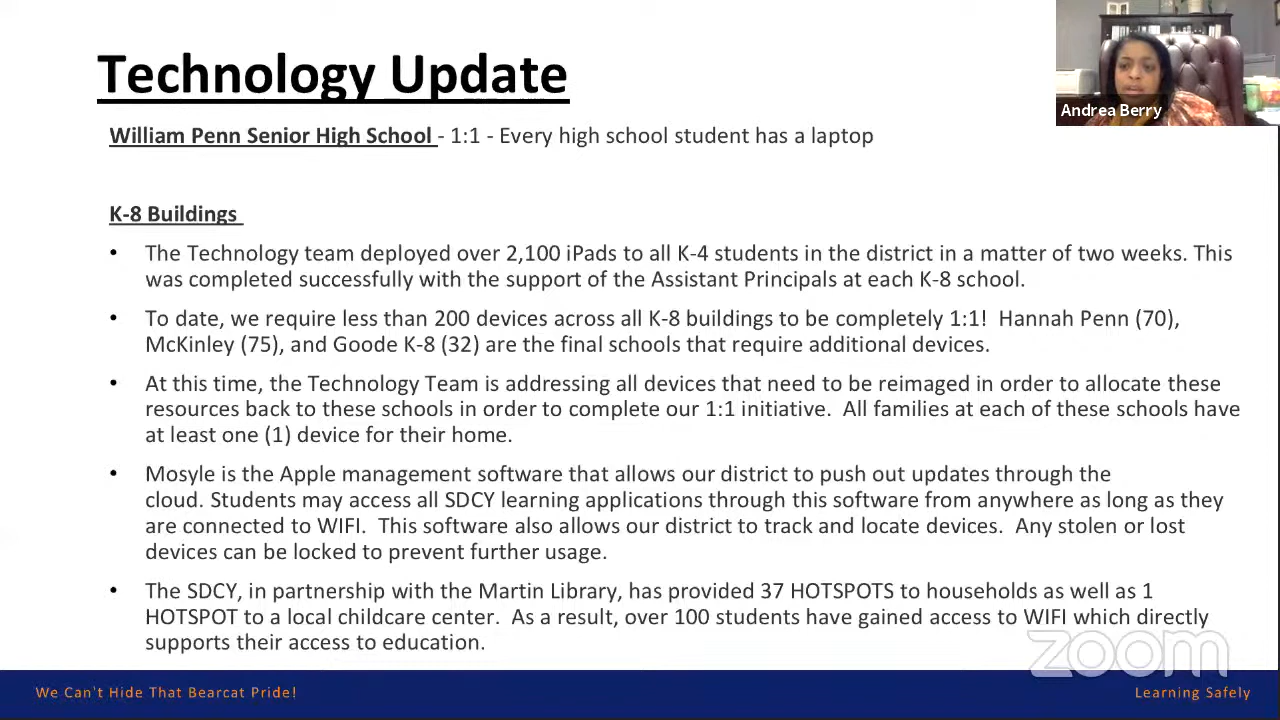 Technology Update
Andrea Berry
William Penn Senior High School - 1:1 - Every high school student has a laptop
K-8 Buildings
• The Technology team deployed over 2,100 iPads to all K-4 students in the district in a matter of two weeks. This
was completed successfully with the support of the Assistant Principals at each K-8 school.
• To date, we require less than 200 devices across all K-8 buildings to be completely 1:1! Hannah Penn (70),
McKinley (75), and Goode K-8 (32) are the final schools that require additional devices.
• At this time, the Technology Team is addressing all devices that need to be reimaged in order to allocate these
resources back to these schools in order to complete our 1:1 initiative. All families at each of these schools have
at least one (1) device for their home.
• Mosyle is the Apple management software that allows our district to push out updates through the
cloud. Students may access all SDCY learning applications through this software from anywhere as long as they
are connected to WIFI. This software also allows our district to track and locate devices. Any stolen or lost
devices can be locked to prevent further usage.
• The SDCY, in partnership with the Martin Library, has provided 37 HOTSPOTS to households as well as 1
HOTSPOT to a local childcare center. As a result, over 100 students have gained access to WIFI which directly
supports their access to education.
zoom
We Can't Hide That Bearcat Pride!
Learning Safely